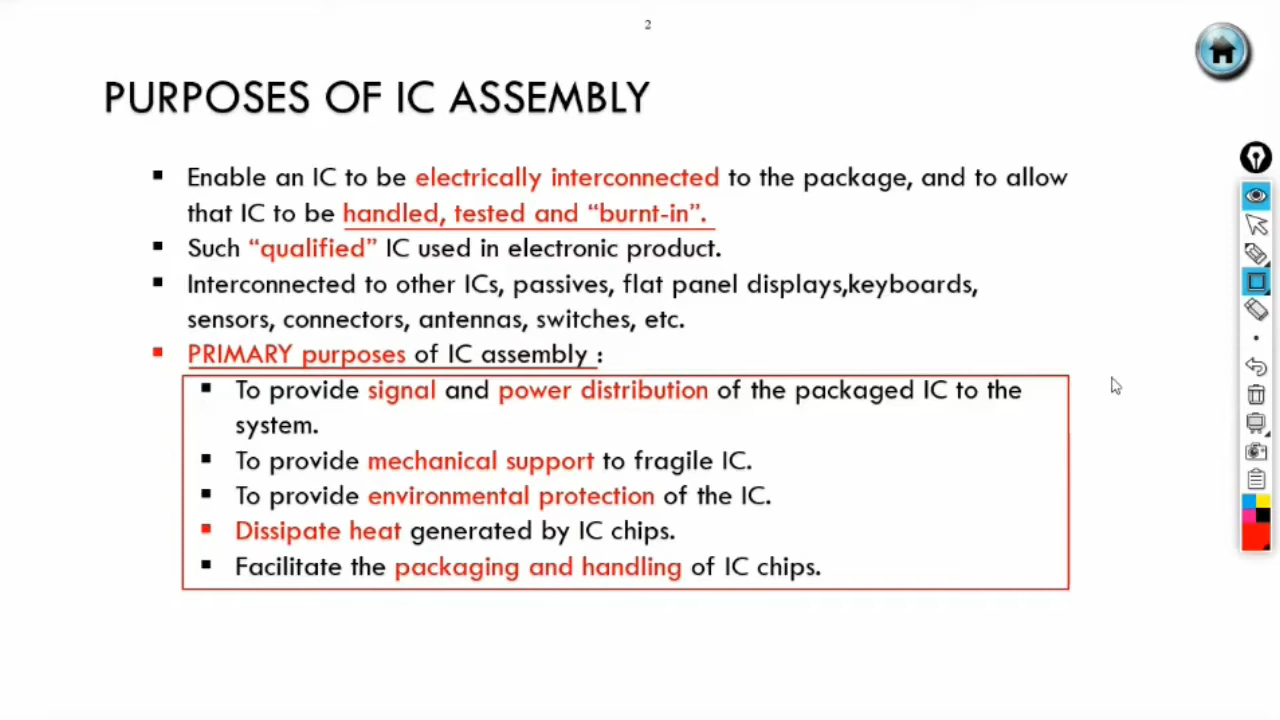 2
PURPOSES OF IC ASSEMBLY
▪ Enable an IC to be electrically interconnected to the package, and to allow
that IC to be handled, tested and “burnt-in”.
▪ Such “qualified” IC used in electronic product.
▪ Interconnected to other ICs, passives, flat panel displays,keyboards,
sensors, connectors, antennas, switches, etc.
▪ PRIMARY purposes of IC assembly :
▪ To provide signal and power distribution of the packaged IC to the
system.
▪ To provide mechanical support to fragile IC.
▪ To provide environmental protection of the IC.
▪ Dissipate heat generated by IC chips.
▪ Facilitate the packaging and handling of IC chips.